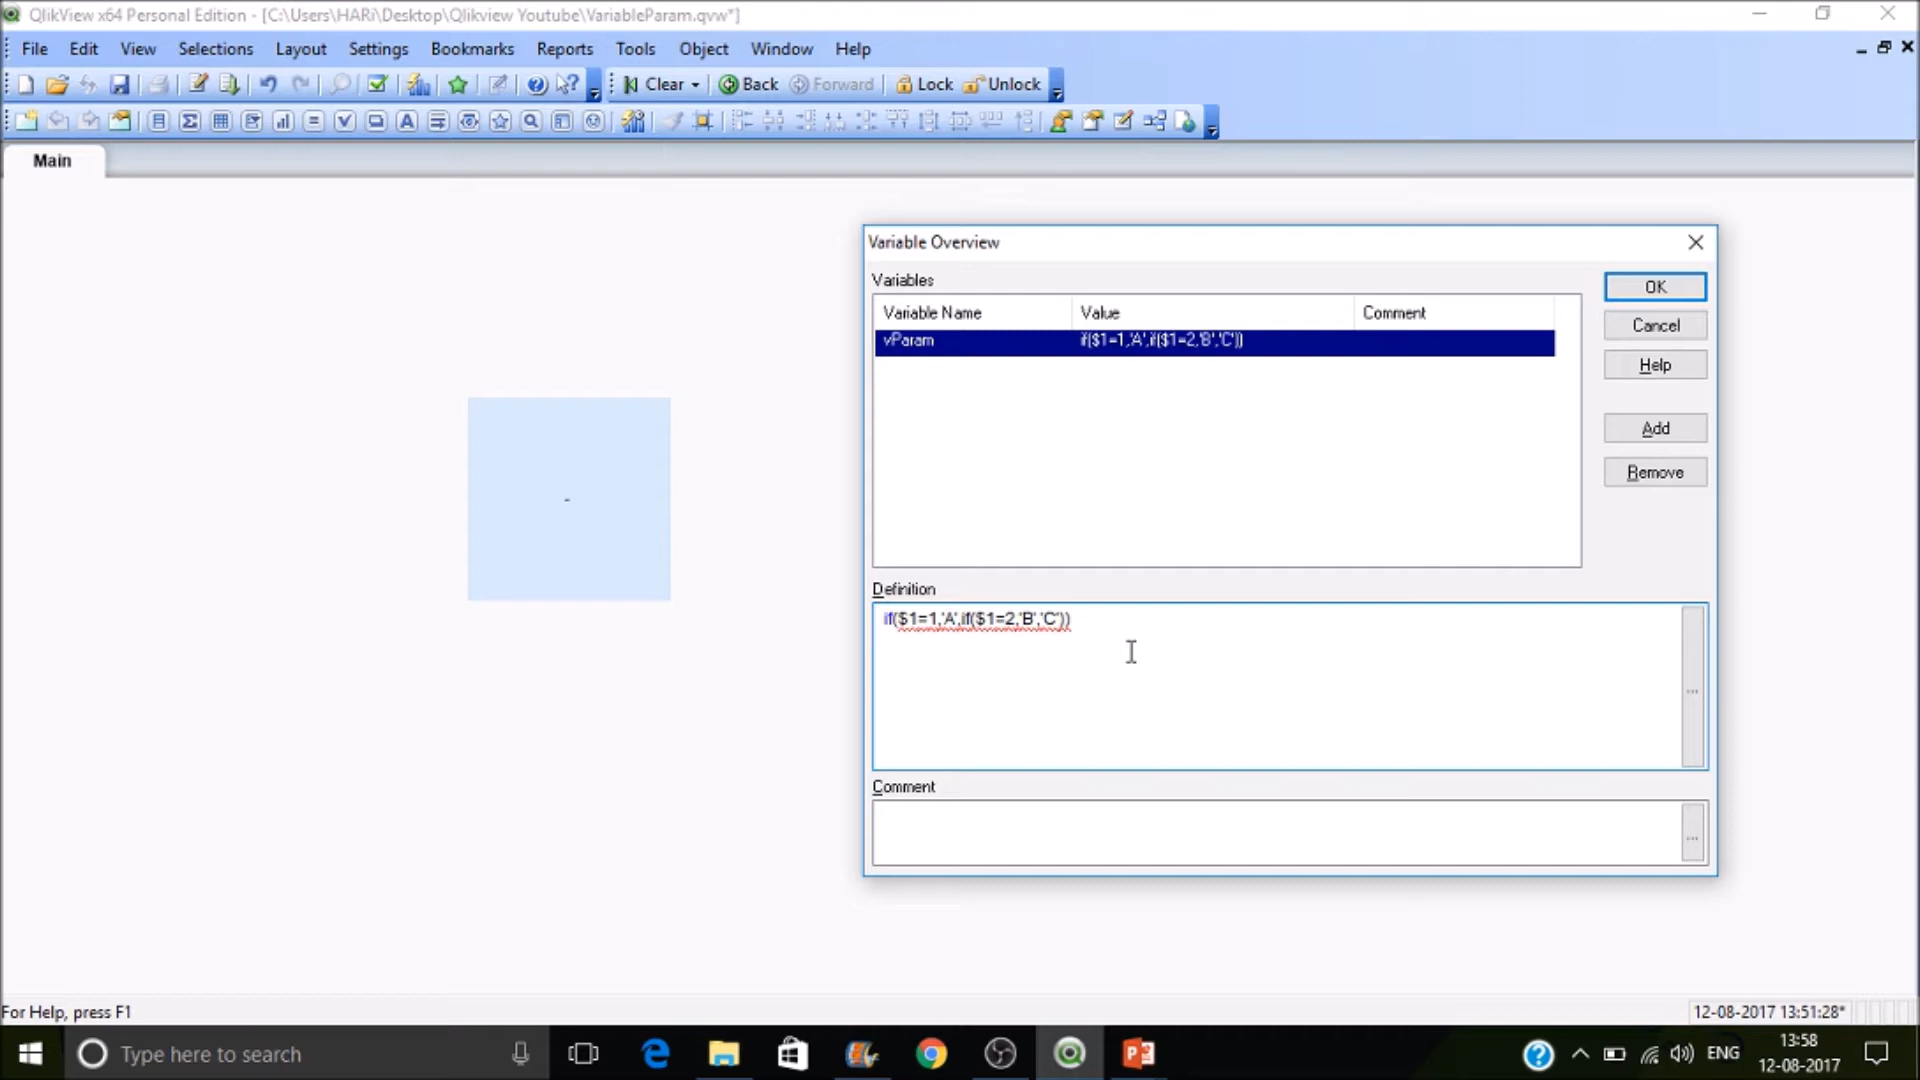 QlikView x64 Personal Edition - [C:\Users\HARi\Desktop\Qlikview Youtube\VariableParam.qvw*]
File Edit View Selections Layout Settings Bookmarks Reports Tools Object Window Help
Clear Back Forward Lock Unlock
Main
Variable Overview
Variables
Variable Name Value Comment
vParam if($1=1,'A',if($1=2,'B','C'))
OK
Cancel
Help
Add
Remove
-
Definition
if($1=1,'A',if($1=2,'B','C'))
...
Comment
...
For Help, press F1
12-08-2017 13:51:28*
Type here to search
ENG
13:58
12-08-2017